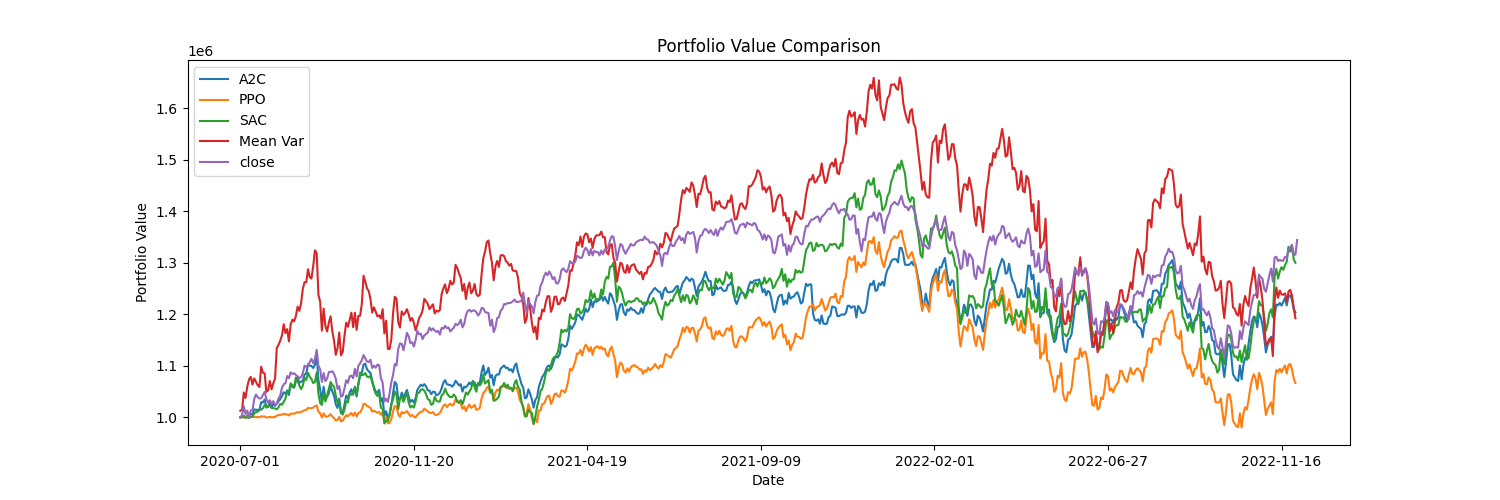 Portfolio Value Comparison
1e6
A2C
PPO
SAC
Mean Var
close
Portfolio Value
1.6
1.5
1.4
1.3
1.2
1.1
1.0
2020-07-01
2020-11-20
2021-04-19
2021-09-09
2022-02-01
2022-06-27
2022-11-16
Date